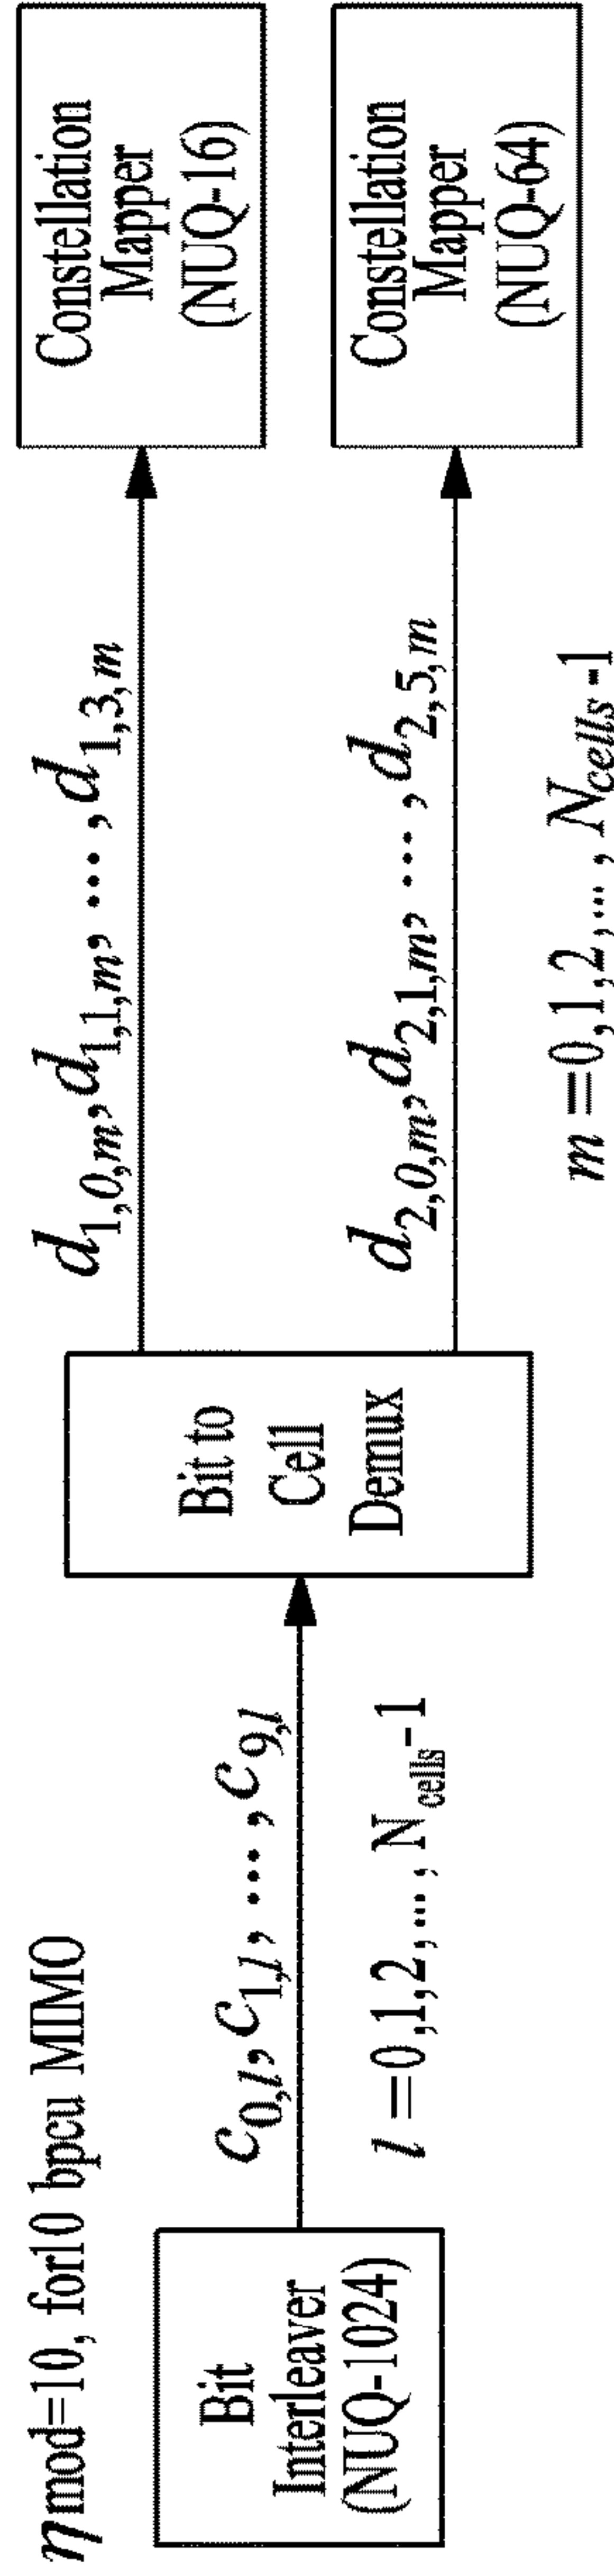 ηmod=10, for10 bpcu MIMO
Bit
Interleaver
(NUQ-1024)
c0,l, c1,l, ... , c9,l
l =0,1,2 ,... , Ncells-1
Bit to
Cell
Demux
d1,0,m, d1,1,m, ... , d1,3,m
d2,0,m, d2,1,m, ... , d2,5,m
m =0,1,2 ,... , Ncells-1
Constellation
Mapper
(NUQ-16)
Constellation
Mapper
(NUQ-64)